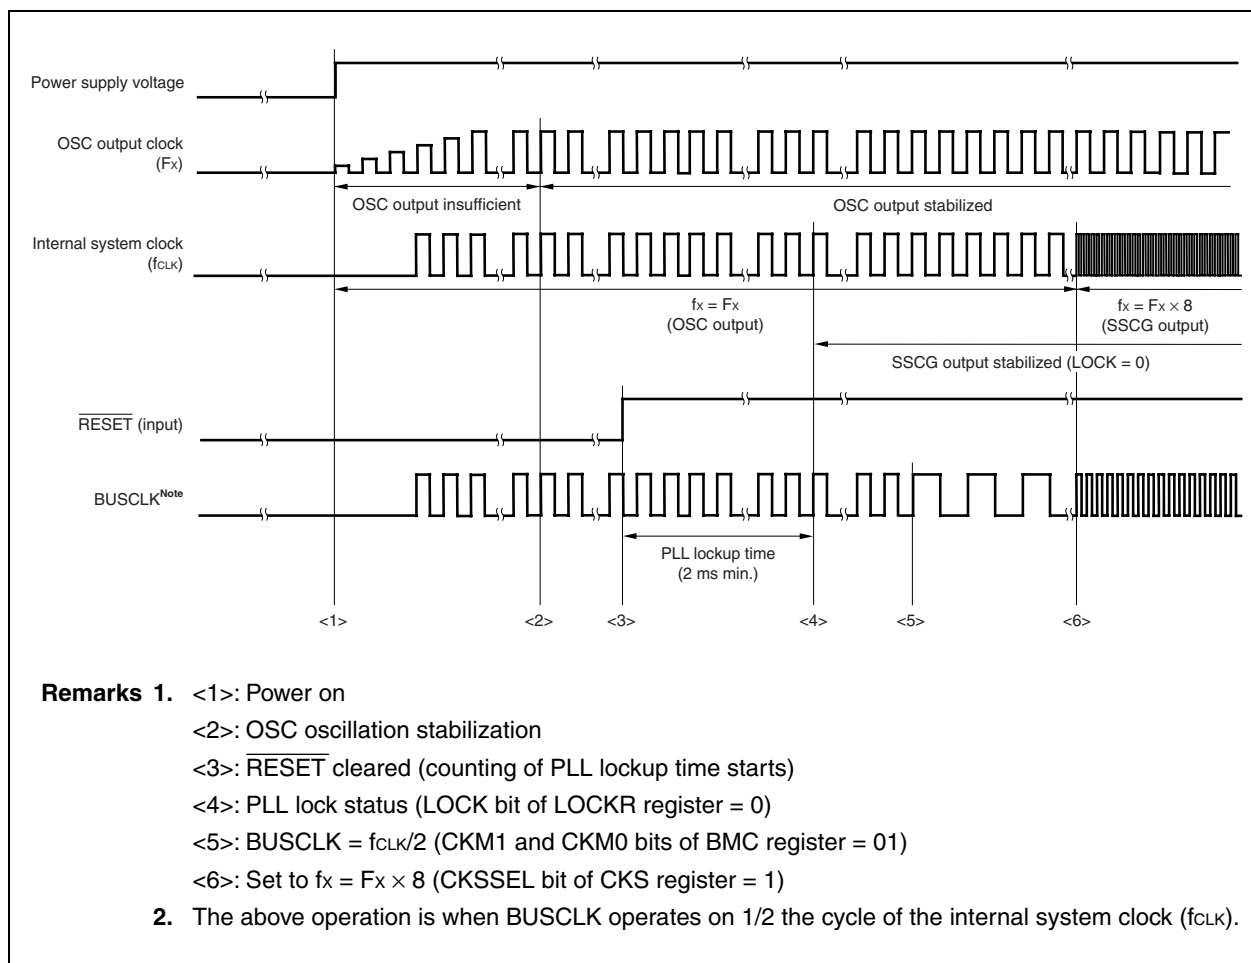 Power supply voltage
OSC output clock
(Fx)
OSC output insufficient
OSC output stabilized
Internal system clock
(fCLK)
fx = Fx
(OSC output)
fx = Fx × 8
(SSCG output)
SSCG output stabilized (LOCK = 0)
RESET (input)
BUSCLKNote
PLL lockup time
(2 ms min.)
<1>
<2>
<3>
<4>
<5>
<6>
Remarks 1. <1>: Power on
<2>: OSC oscillation stabilization
<3>: RESET cleared (counting of PLL lockup time starts)
<4>: PLL lock status (LOCK bit of LOCKR register = 0)
<5>: BUSCLK = fCLK/2 (CKM1 and CKM0 bits of BMC register = 01)
<6>: Set to fx = Fx × 8 (CKSSEL bit of CKS register = 1)
2. The above operation is when BUSCLK operates on 1/2 the cycle of the internal system clock (fCLK).